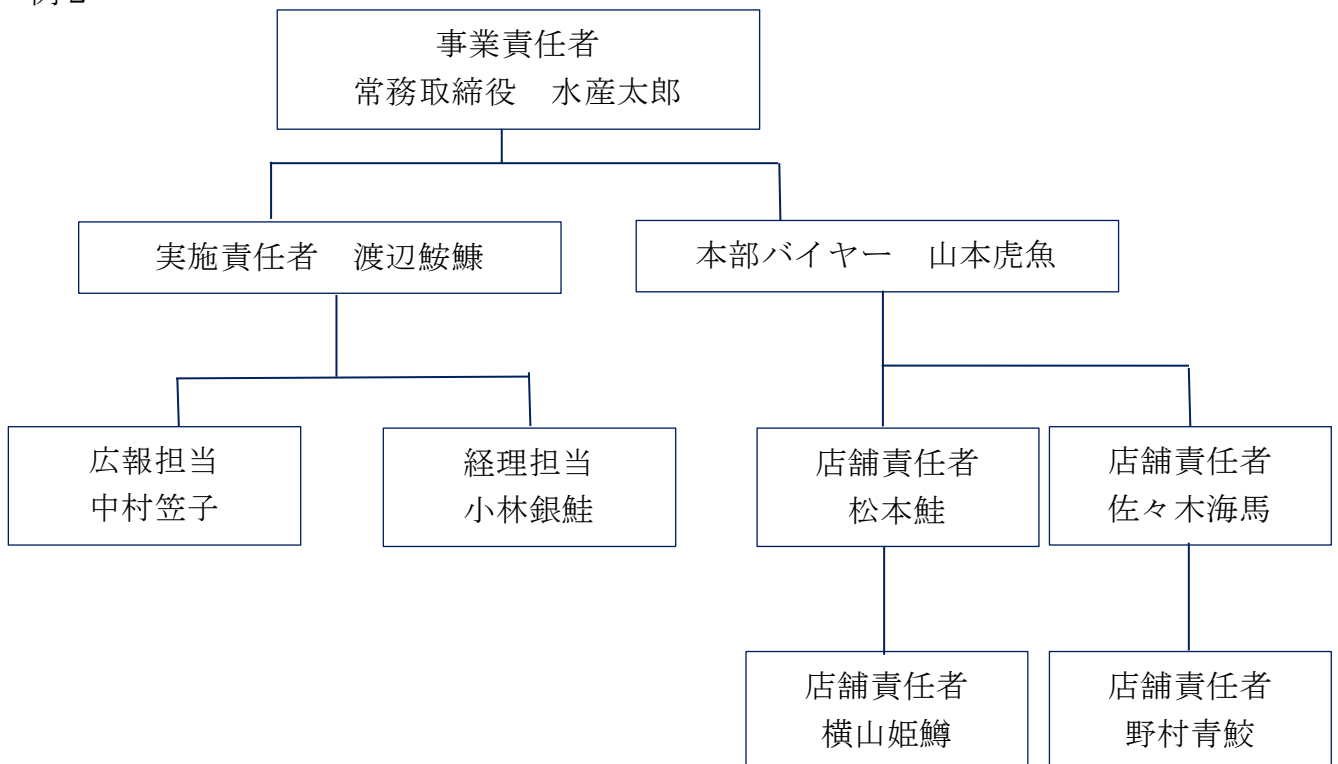 例2
事業責任者
常務取締役　水産太郎
実施責任者　渡辺鮟鱇
本部バイヤー　山本虎魚
広報担当
中村笠子
経理担当
小林銀鮭
店舗責任者
松本鮭
店舗責任者
佐々木海馬
店舗責任者
横山姫鱒
店舗責任者
野村青鮫